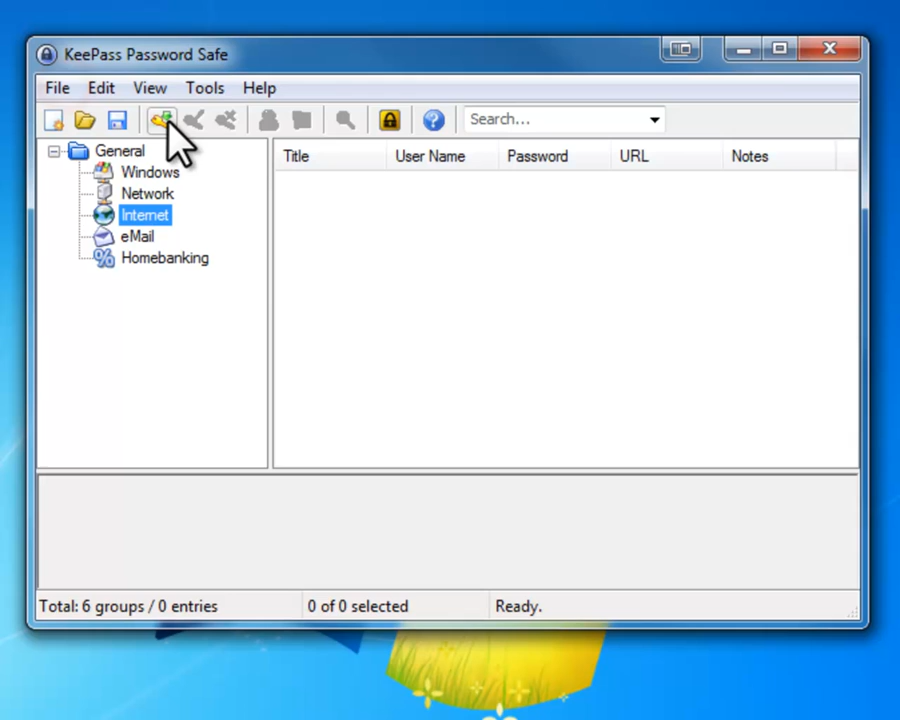 KeePass Password Safe
File Edit View Tools Help
Search...
General
Windows
Network
Internet
eMail
Homebanking
Title User Name Password URL Notes
Total: 6 groups / 0 entries 0 of 0 selected Ready.